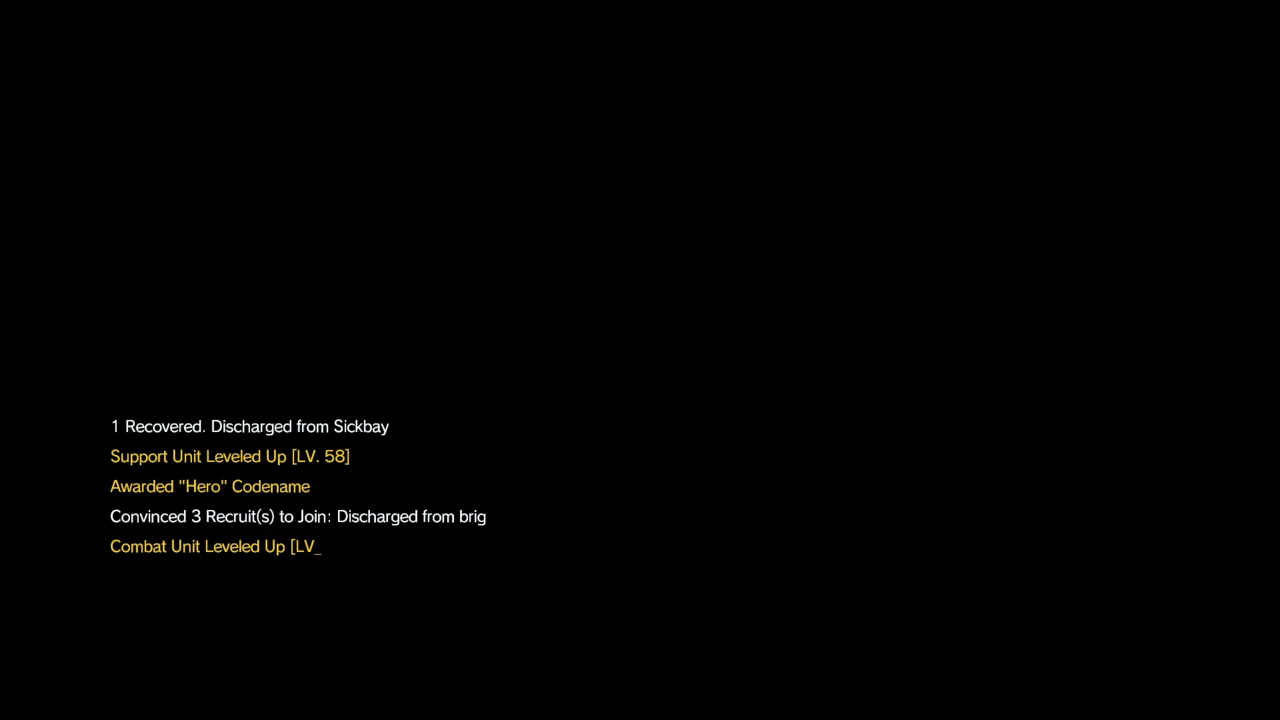 1 Recovered. Discharged from Sickbay
Support Unit Leveled Up [LV. 58]
Awarded "Hero" Codename
Convinced 3 Recruit(s) to Join: Discharged from brig
Combat Unit Leveled Up [LV_